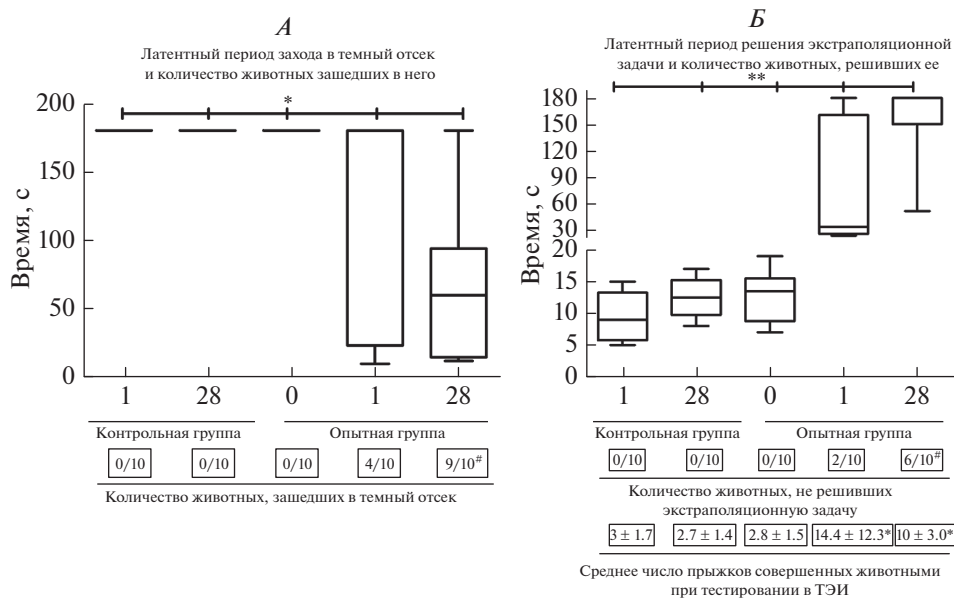 А
Латентный период захода в темный отсек
и количество животных зашедших в него
*
Время, с
200
150
100
50
0
1 28 0 1 28
Контрольная группа Опытная группа
0/10 0/10 0/10 4/10 9/10#
Количество животных, зашедших в темный отсек
Б
Латентный период решения экстраполяционной
задачи и количество животных, решивших ее
**
Время, с
180
150
120
90
60
30
20
15
10
5
0
1 28 0 1 28
Контрольная группа Опытная группа
0/10 0/10 0/10 2/10 6/10#
Количество животных, не решивших
экстраполяционную задачу
3 ± 1.7 2.7 ± 1.4 2.8 ± 1.5 14.4 ± 12.3* 10 ± 3.0*
Среднее число прыжков совершенных животными
при тестировании в ТЭИ